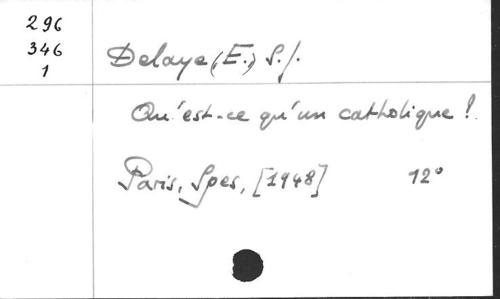 296
346
1
Delaye (E.) S.J.
Qu'est-ce qu'un catholique ?
Paris, Spes, [1948] 12°